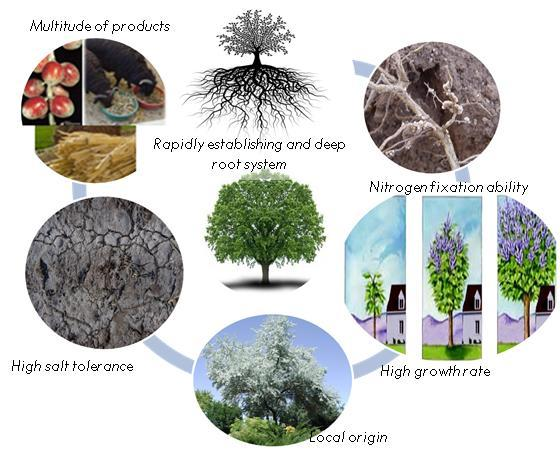 Multitude of products
Rapidly establishing and deep
root system
Nitrogen fixation ability
High salt tolerance
High growth rate
Local origin